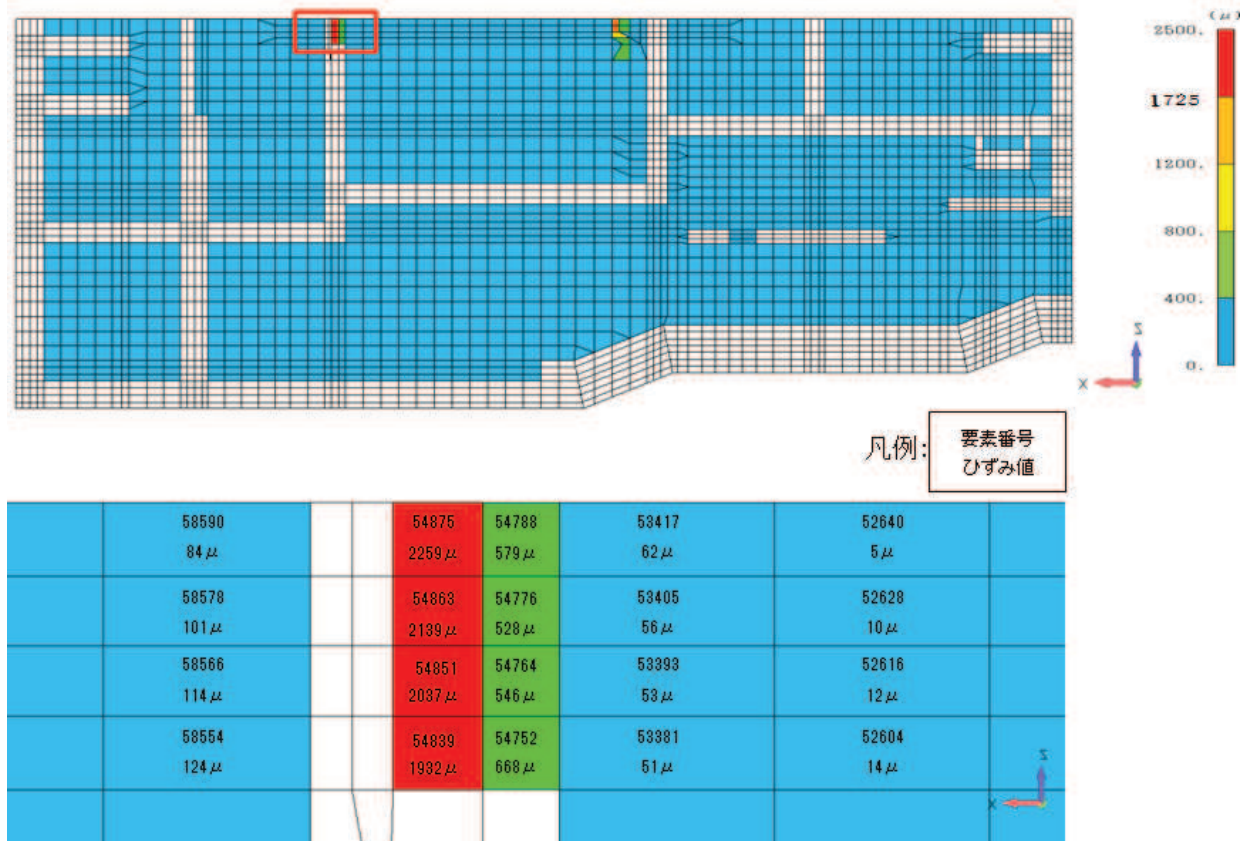 (μ)
2500.
1725
1200.
800.
400.
0.
Z
X
凡例:
要素番号
ひずみ値
58590 54875 54788 53417 52640
84μ 2259μ 579μ 62μ 5μ
58578 54863 54776 53405 52628
101μ 2139μ 528μ 56μ 10μ
58566 54851 54764 53393 52616
114μ 2037μ 546μ 53μ 12μ
58554 54839 54752 53381 52604
124μ 1932μ 668μ 51μ 14μ
Z
X